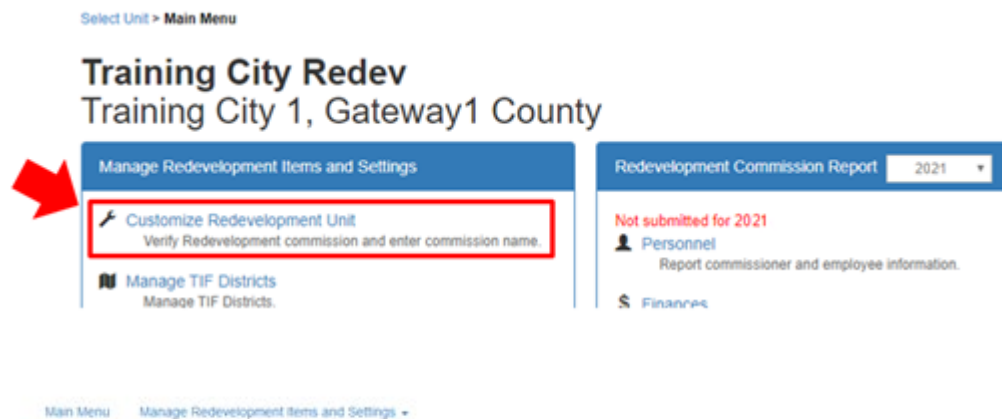 Select Unit > Main Menu
Training City Redev
Training City 1, Gateway1 County
Manage Redevelopment Items and Settings
Customize Redevelopment Unit
Verify Redevelopment commission and enter commission name.
Manage TIF Districts
Manage TIF Districts.
Redevelopment Commission Report 2021
Not submitted for 2021
Personnel
Report commissioner and employee information.
$ Finances
Main Menu Manage Redevelopment Items and Settings